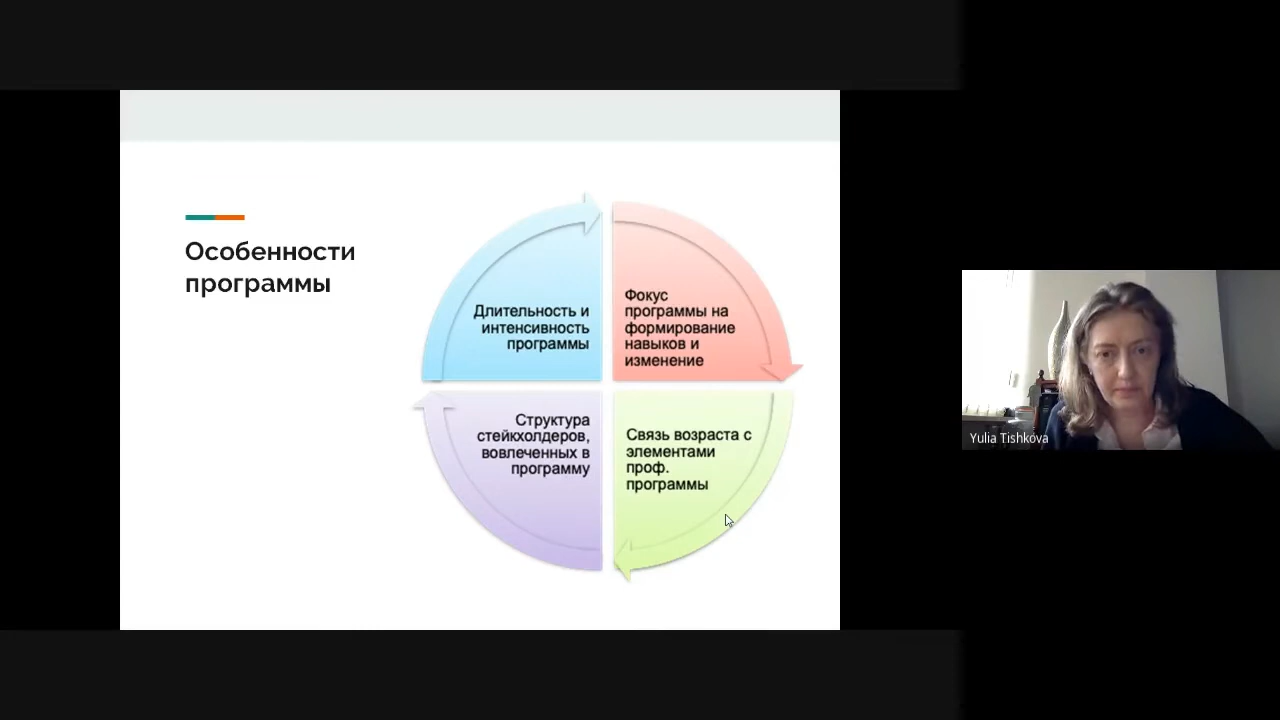 Особенности
программы
Длительность и
интенсивность
программы
Фокус
программы на
формирование
навыков и
изменение
Структура
стейкхолдеров,
вовлеченных в
программу
Связь возраста с
элементами
проф.
программы
Yulia Tishkova